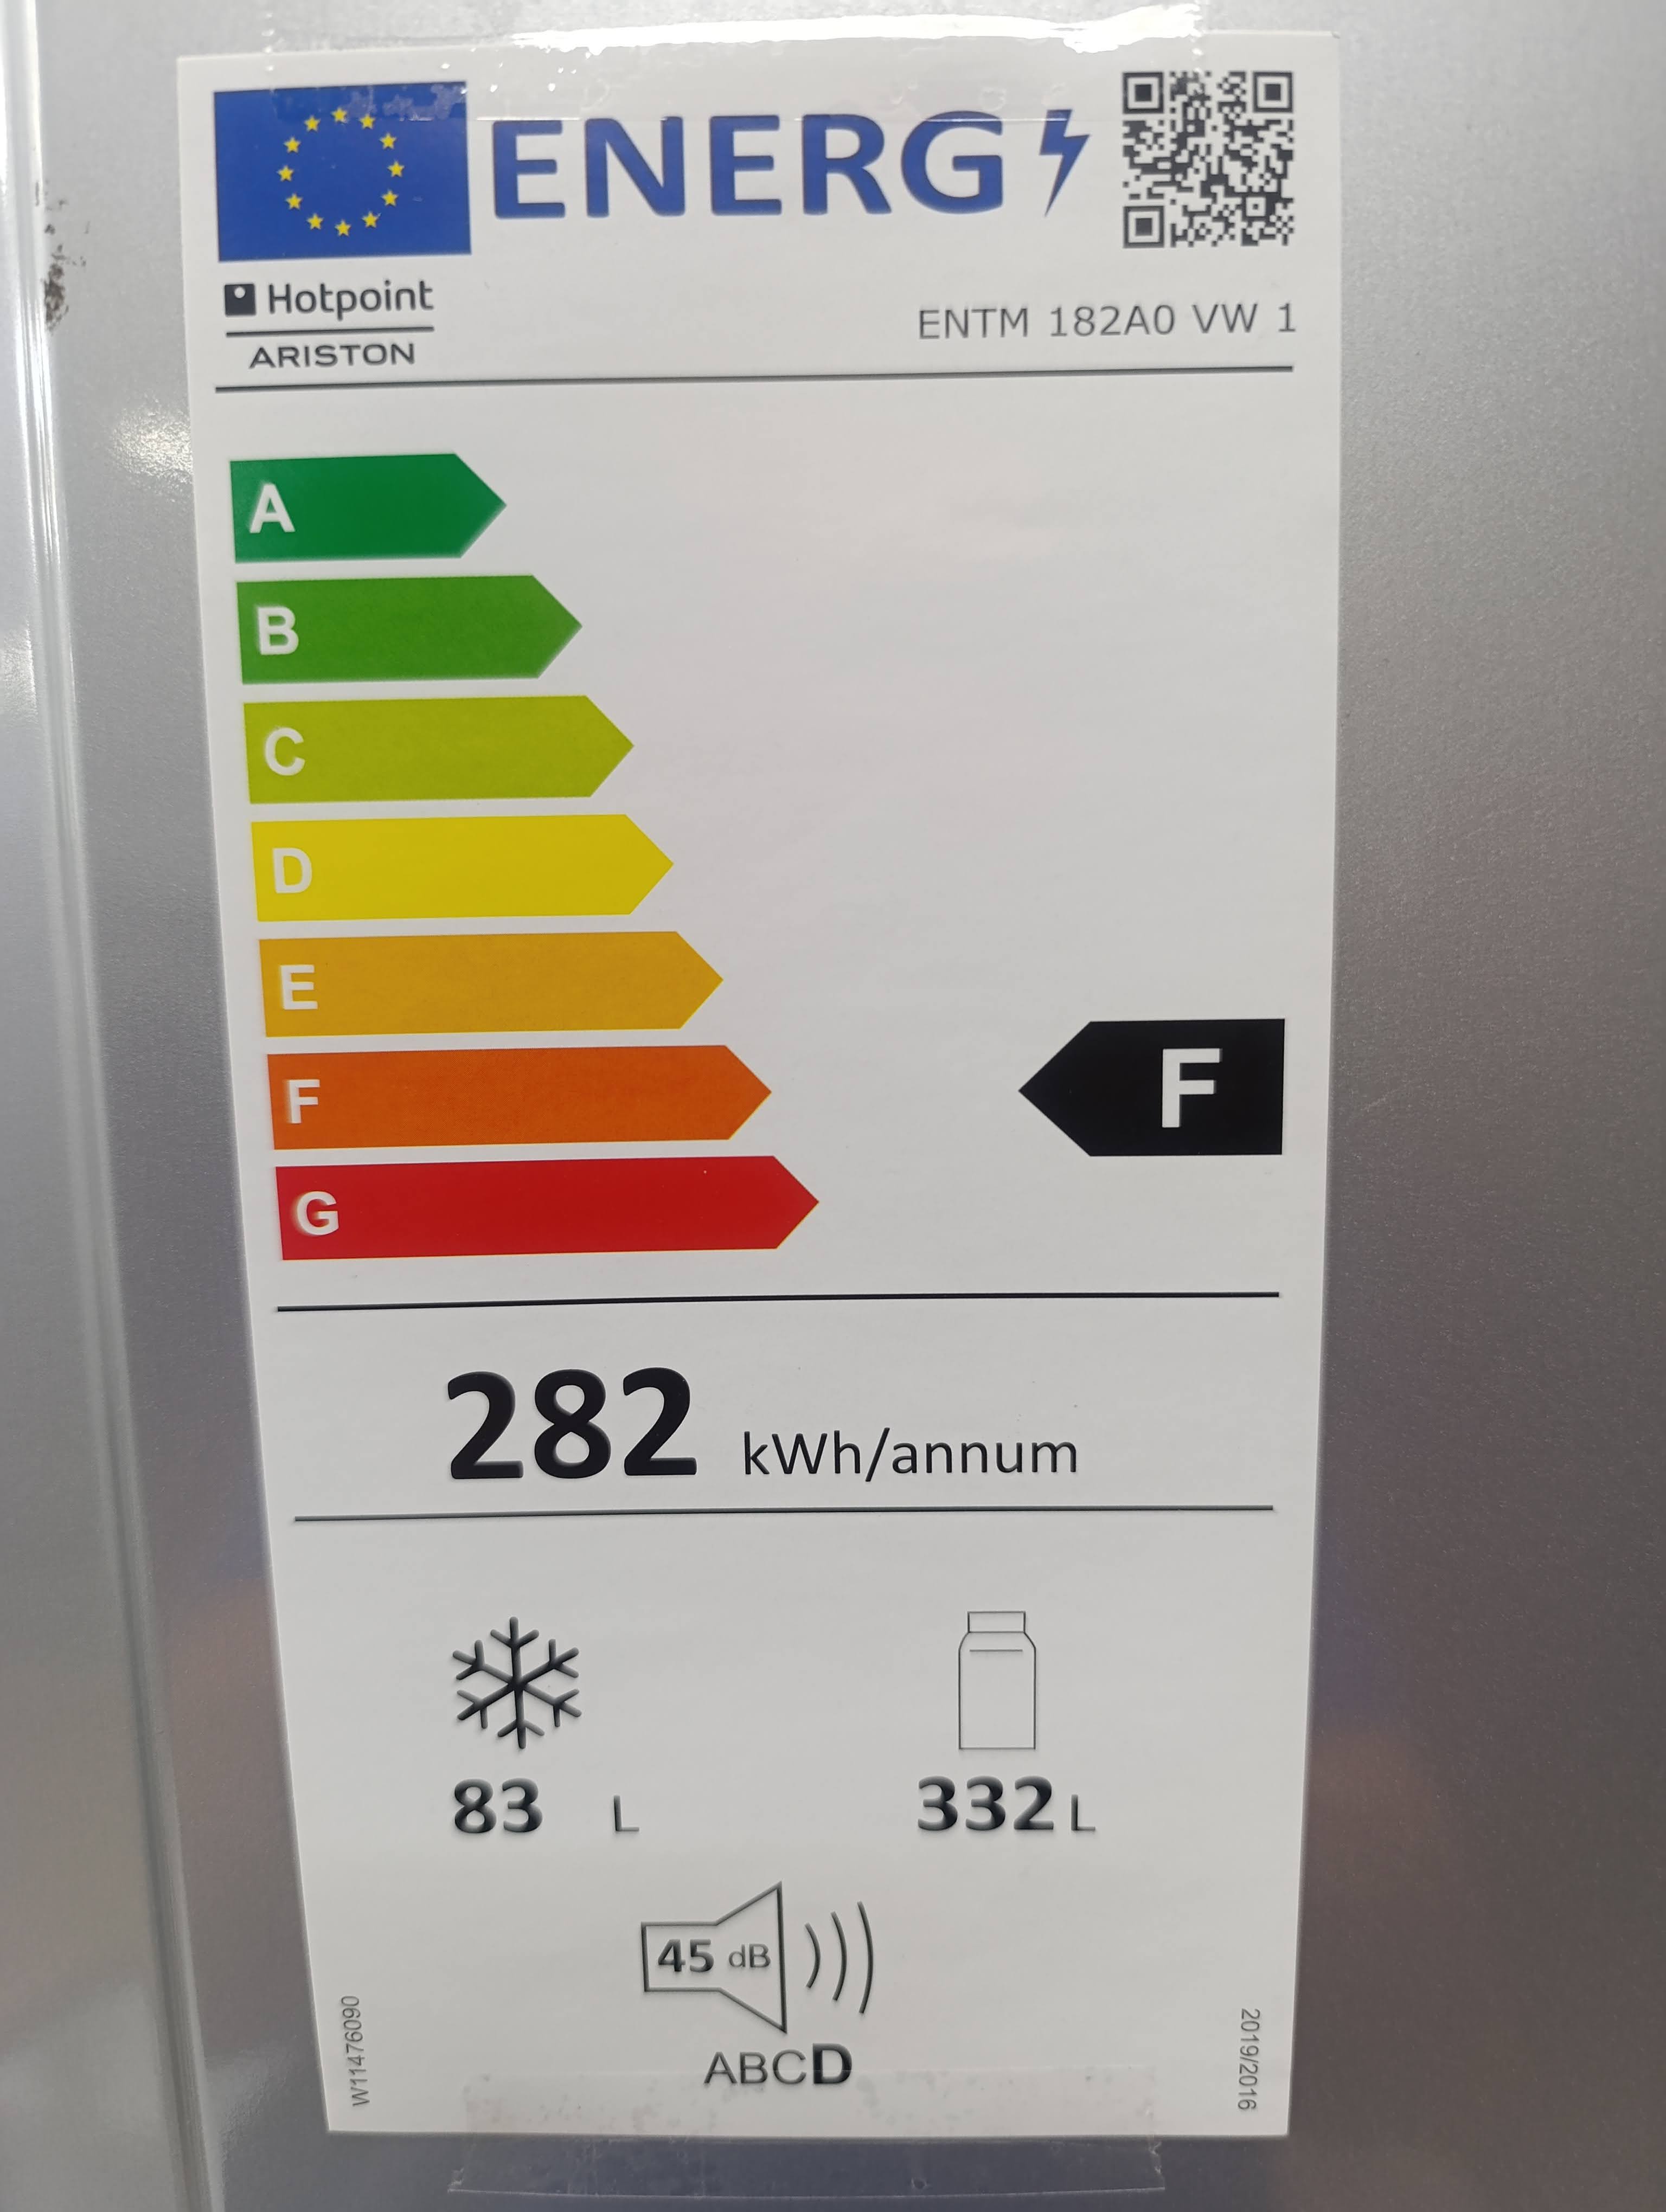 ENERG
Hotpoint
ARISTON
ENTM 182A0 VW 1
A
B
C
D
E
F
F
G
282 kWh/annum
83 L
332 L
45 dB
ABCD
W11476090
2019/2016